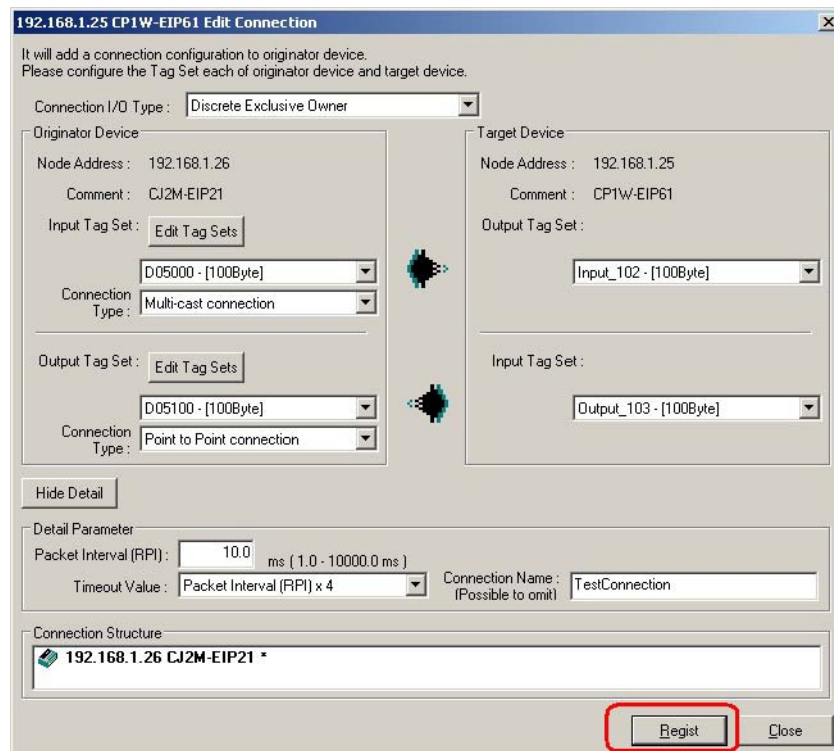 192.168.1.25 CP1W-EIP61 Edit Connection
It will add a connection configuration to originator device.
Please configure the Tag Set each of originator device and target device.
Connection I/O Type : Discrete Exclusive Owner
Originator Device
Node Address : 192.168.1.26
Comment : CJ2M-EIP21
Input Tag Set : Edit Tag Sets
D05000 - [100Byte]
Connection Type : Multi-cast connection
Output Tag Set : Edit Tag Sets
D05100 - [100Byte]
Connection Type : Point to Point connection
Target Device
Node Address : 192.168.1.25
Comment : CP1W-EIP61
Output Tag Set :
Input_102 - [100Byte]
Input Tag Set :
Output_103 - [100Byte]
Hide Detail
Detail Parameter
Packet Interval (RPI) : 10.0 ms ( 1.0 - 10000.0 ms )
Timeout Value : Packet Interval (RPI) x 4
Connection Name : TestConnection
(Possible to omit)
Connection Structure
192.168.1.26 CJ2M-EIP21 *
Regist
Close